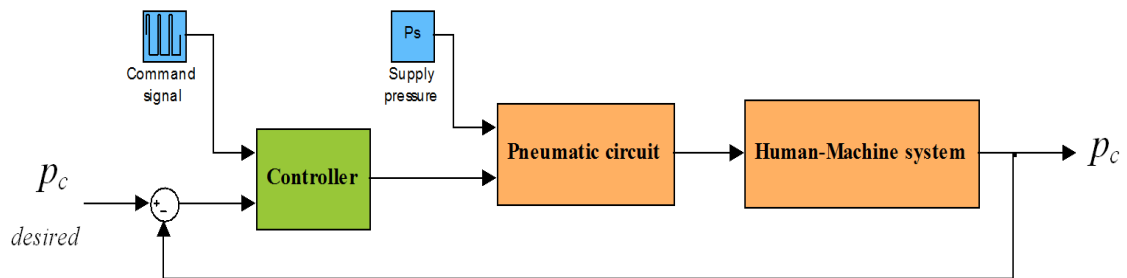 Command
signal
Ps
Supply
pressure
p_c
desired
+
-
Controller
Pneumatic circuit
Human-Machine system
p_c